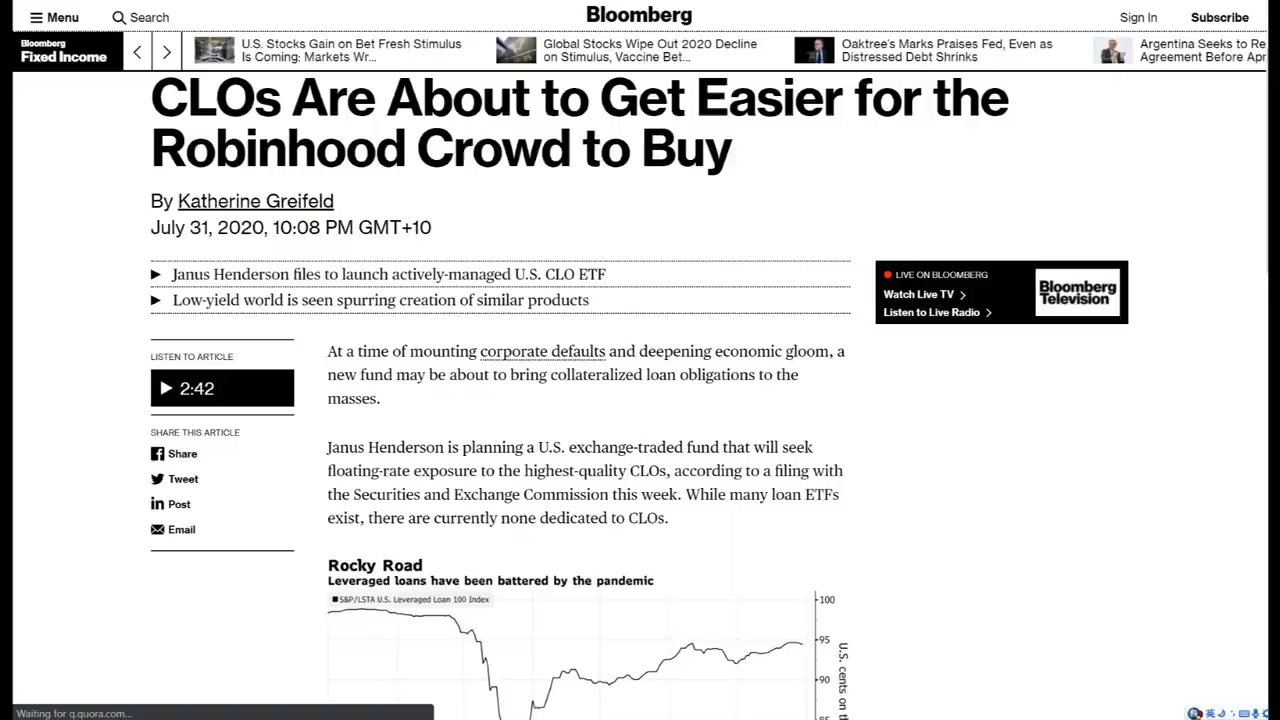 Menu
Search
Bloomberg
Sign In
Subscribe
Bloomberg
Fixed Income
U.S. Stocks Gain on Bet Fresh Stimulus
Is Coming: Markets Wr...
Global Stocks Wipe Out 2020 Decline
on Stimulus, Vaccine Bet...
Oaktree's Marks Praises Fed, Even as
Distressed Debt Shrinks
Argentina Seeks to Re
Agreement Before Apr
CLOs Are About to Get Easier for the
Robinhood Crowd to Buy
By Katherine Greifeld
July 31, 2020, 10:08 PM GMT+10
Janus Henderson files to launch actively-managed U.S. CLO ETF
Low-yield world is seen spurring creation of similar products
LIVE ON BLOOMBERG
Watch Live TV
Listen to Live Radio
Bloomberg
Television
LISTEN TO ARTICLE
2:42
SHARE THIS ARTICLE
Share
Tweet
Post
Email
At a time of mounting corporate defaults and deepening economic gloom, a
new fund may be about to bring collateralized loan obligations to the
masses.
Janus Henderson is planning a U.S. exchange-traded fund that will seek
floating-rate exposure to the highest-quality CLOs, according to a filing with
the Securities and Exchange Commission this week. While many loan ETFs
exist, there are currently none dedicated to CLOs.
Rocky Road
Leveraged loans have been battered by the pandemic
S&P/LSTA U.S. Leveraged Loan 100 Index
100
95
90
85
U.S. cents on
Waiting for q.quora.com...
英